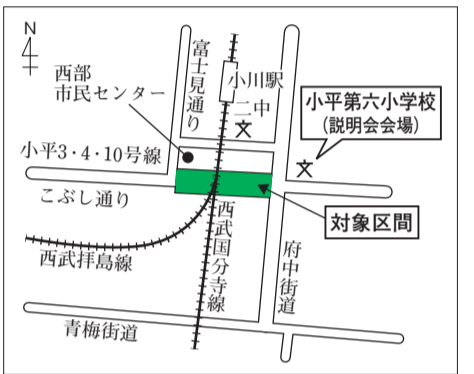 N
富士見通り
小川駅
西部
市民センター
二中
小平第六小学校
(説明会会場)
小平3・4・10号線
こぶし通り
対象区間
西武拝島線
西武国分寺線
府中街道
青梅街道